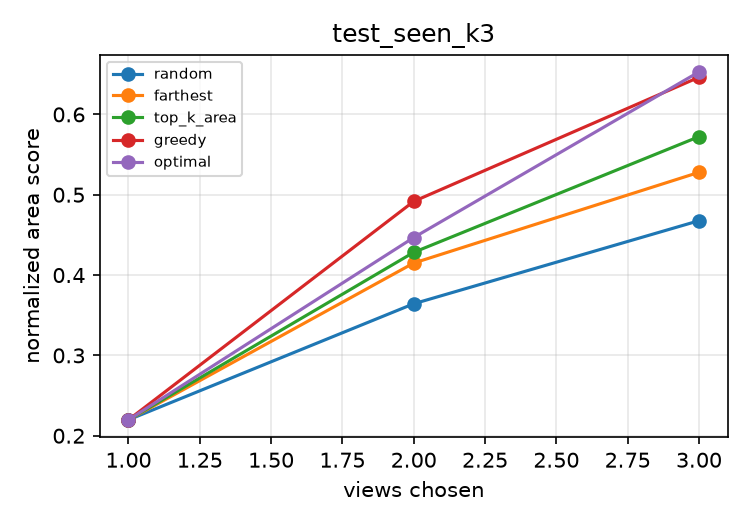 test_seen_k3
random
farthest
top_k_area
greedy
optimal
normalized area score
0.6
0.5
0.4
0.3
0.2
1.00 1.25 1.50 1.75 2.00 2.25 2.50 2.75 3.00
views chosen